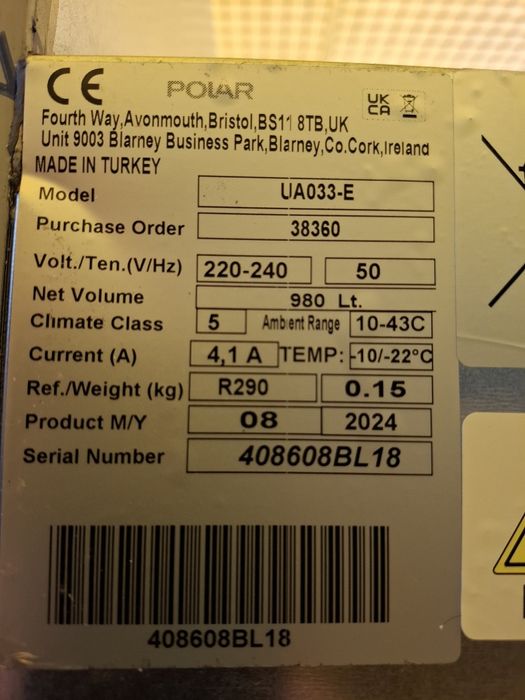 CE POLAR UK CA
Fourth Way,Avonmouth,Bristol,BS11 8TB,UK
Unit 9003 Blarney Business Park,Blarney,Co.Cork,Ireland
MADE IN TURKEY
Model UA033-E
Purchase Order 38360
Volt./Ten.(V/Hz) 220-240 50
Net Volume 980 Lt.
Climate Class 5 Ambient Range 10-43C
Current (A) 4,1 A TEMP: -10/-22°C
Ref./Weight (kg) R290 0.15
Product M/Y 08 2024
Serial Number 408608BL18
408608BL18